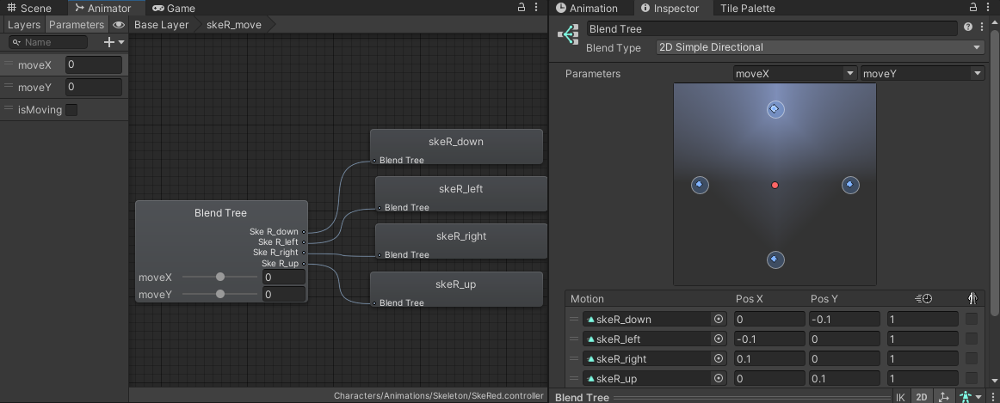 Scene Animator Game
Layers Parameters Base Layer skeR_move
Name
moveX 0
moveY 0
isMoving
Blend Tree
Ske R_down
Ske R_left
Ske R_right
Ske R_up
moveX 0
moveY 0
skeR_down
Blend Tree
skeR_left
Blend Tree
skeR_right
Blend Tree
skeR_up
Blend Tree
Characters/Animations/Skeleton/SkeRed.controller
Animation Inspector Tile Palette
Blend Tree
Blend Type 2D Simple Directional
Parameters moveX moveY
Motion Pos X Pos Y
skeR_down 0 -0.1 1
skeR_left -0.1 0 1
skeR_right 0.1 0 1
skeR_up 0 0.1 1
Blend Tree IK 2D